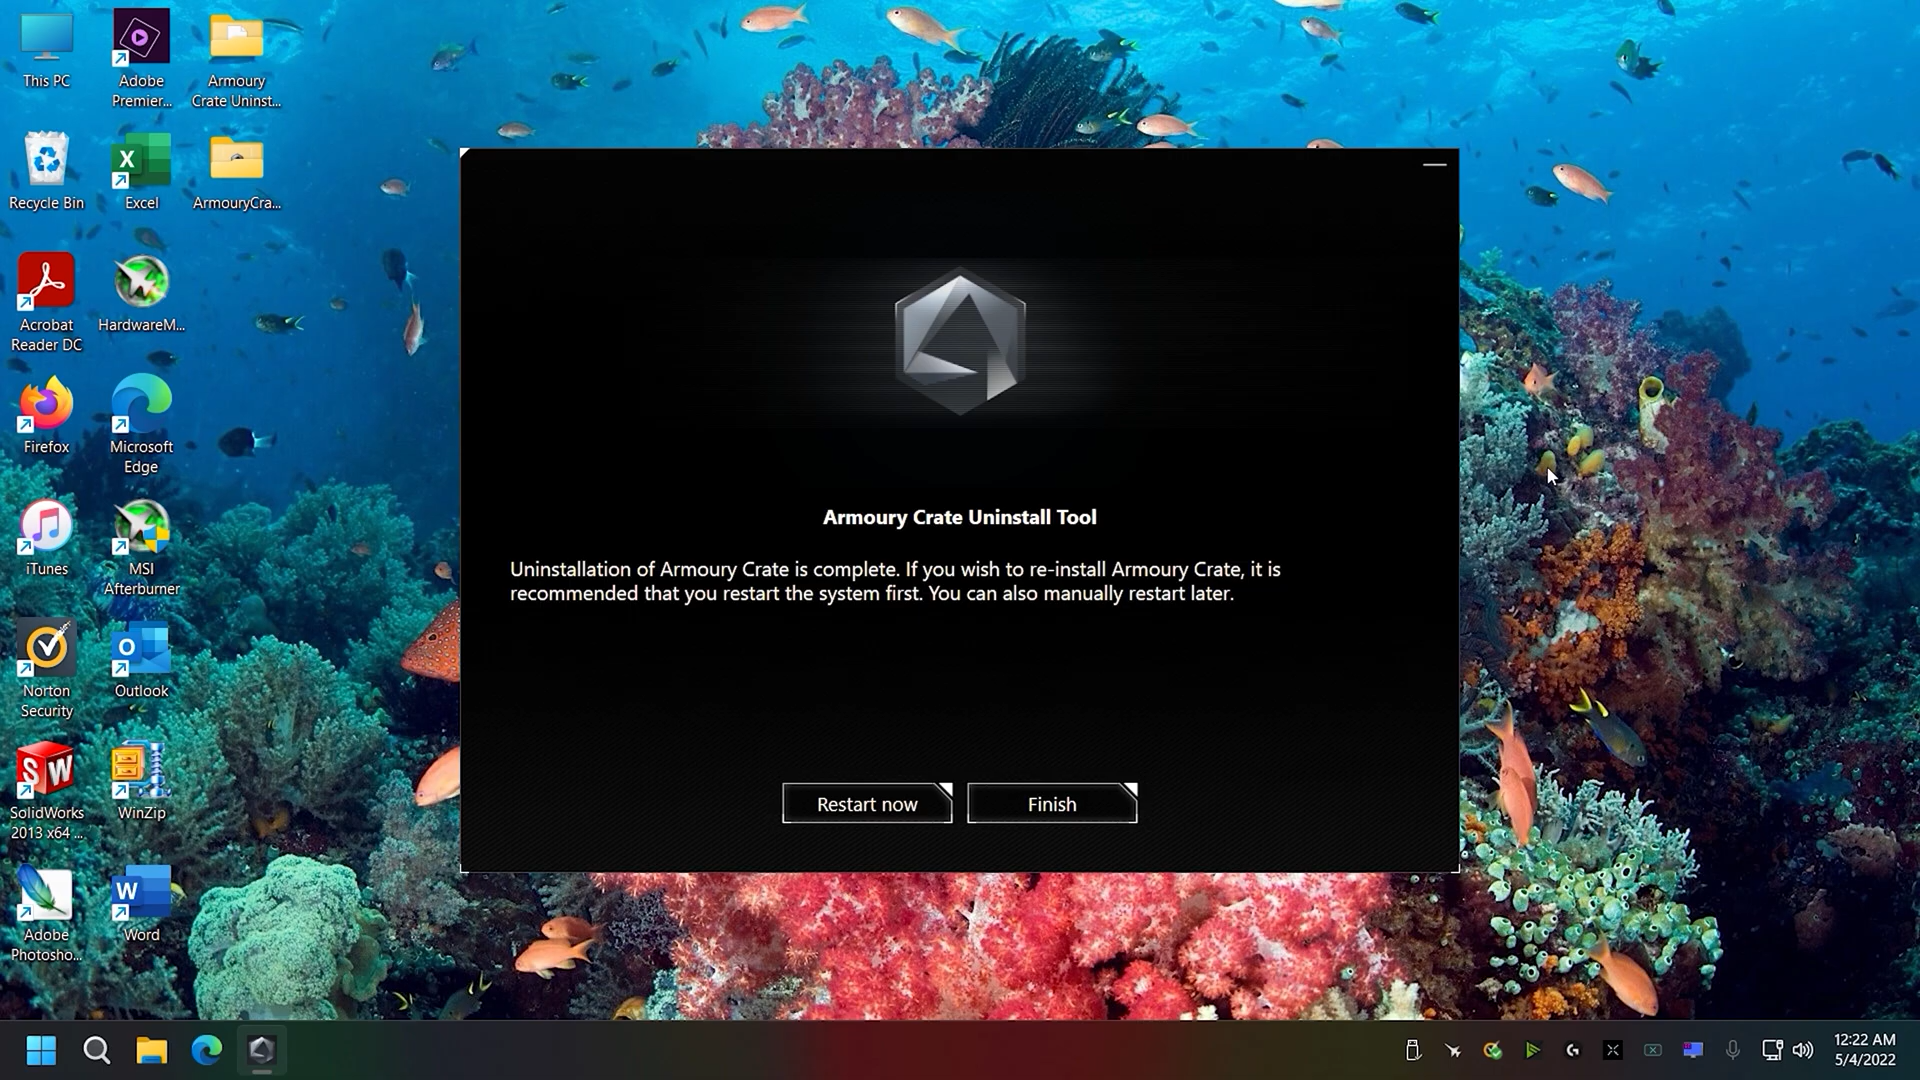 This PC
Adobe
Premier...
Armoury
Crate Uninst...
Recycle Bin
Excel
ArmouryCra...
Acrobat
Reader DC
HardwareM...
Firefox
Microsoft
Edge
iTunes
MSI
Afterburner
Norton
Security
Outlook
SolidWorks
2013 x64 ...
WinZip
Adobe
Photosho...
Word
Armoury Crate Uninstall Tool
Uninstallation of Armoury Crate is complete. If you wish to re-install Armoury Crate, it is
recommended that you restart the system first. You can also manually restart later.
Restart now
Finish
12:22 AM
5/4/2022